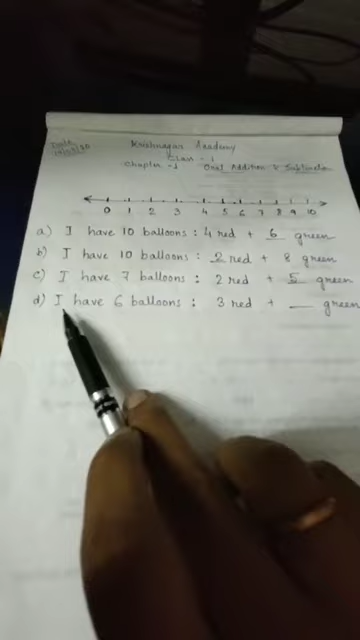 Date
Krishnagar Academy
Class - 1
Chapter - 1 Oral Addition & Subtraction
0 1 2 3 4 5 6 7 8 9 10
a) I have 10 balloons : 4 red + 6 green
b) I have 10 balloons : 2 red + 8 green
c) I have 7 balloons : 2 red + 5 green
d) I have 6 balloons : 3 red + __ green